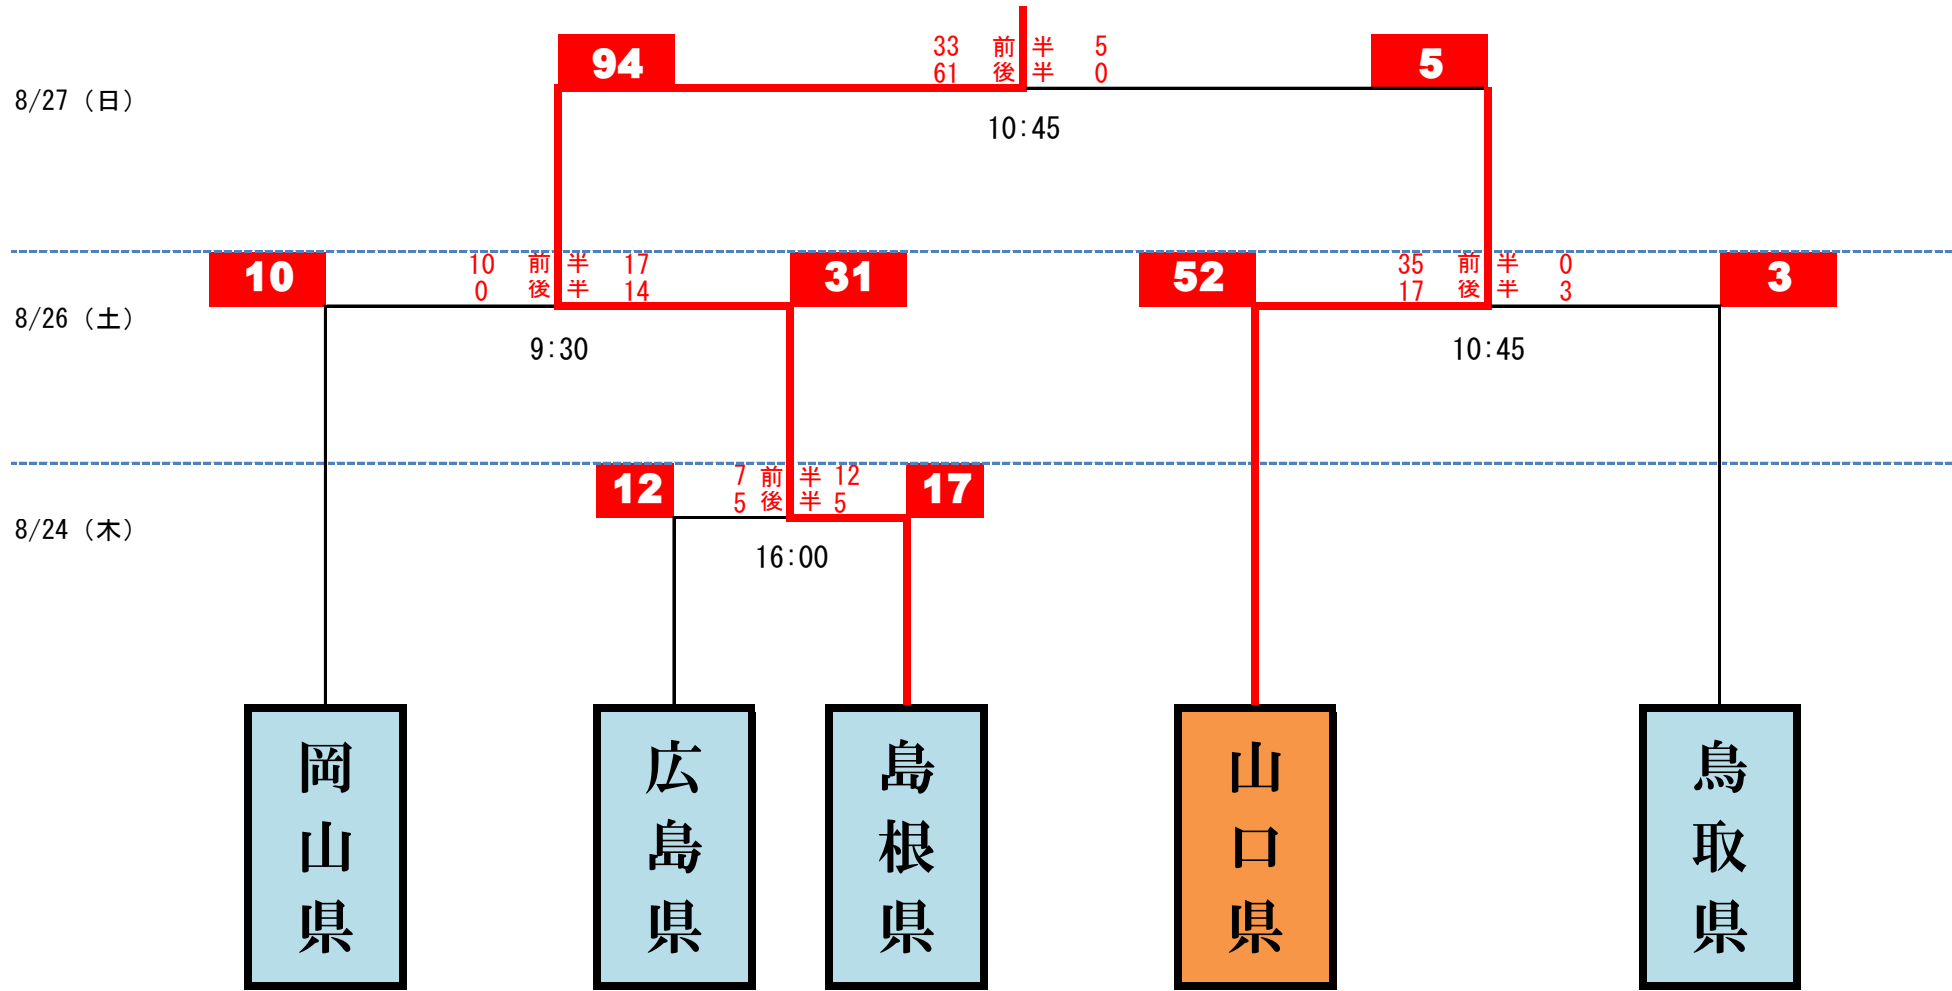 94 33 前半 5 5
61 後半 0
8/27（日）
10:45
10 10 前半 17 31 52 35 前半 0 3
0 後半 14 17 後半 3
8/26（土）
9:30 10:45
12 7 前半 12 17
5 後半 5
8/24（木）
16:00
岡山県
広島県
島根県
山口県
鳥取県